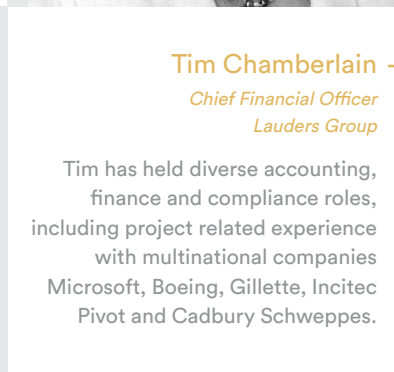 Tim Chamberlain -
Chief Financial Officer
Lauders Group
Tim has held diverse accounting,
finance and compliance roles,
including project related experience
with multinational companies
Microsoft, Boeing, Gillette, Incitec
Pivot and Cadbury Schweppes.